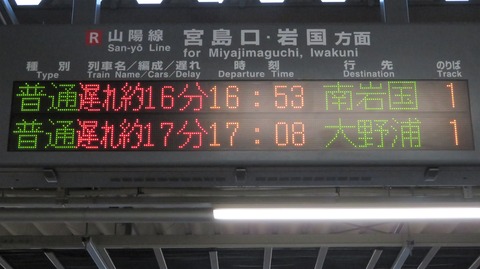 R 山陽線 宮島口・岩国 方面
San-yō Line for Miyajimaguchi, Iwakuni
種別 列車名/編成/遅れ 時刻 行先 のりば
Type Train Name/Cars/Delay Departure Time Destination Track
普通 遅れ約16分 16:53 南岩国 1
普通 遅れ約17分 17:08 大野浦 1